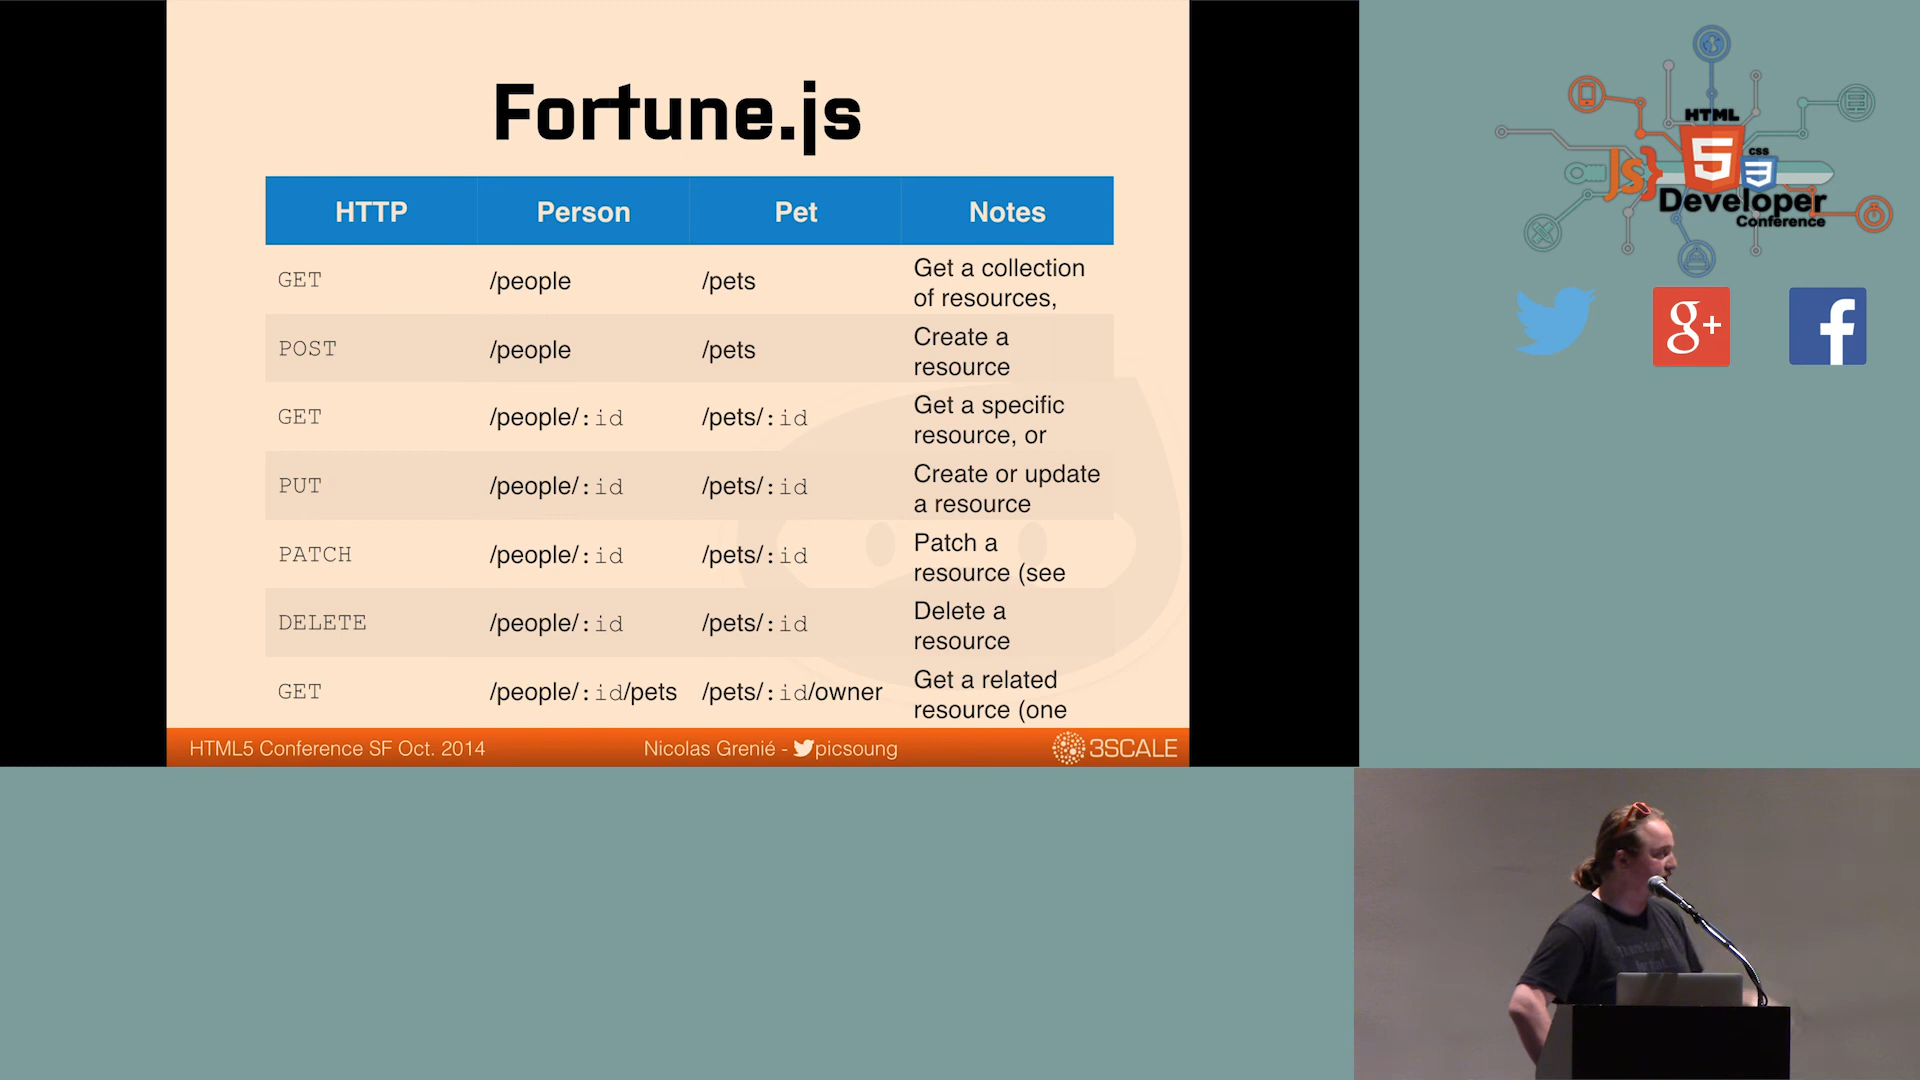 Fortune.js
HTTP Person Pet Notes
GET /people /pets Get a collection
of resources,
POST /people /pets Create a
resource
GET /people/:id /pets/:id Get a specific
resource, or
PUT /people/:id /pets/:id Create or update
a resource
PATCH /people/:id /pets/:id Patch a
resource (see
DELETE /people/:id /pets/:id Delete a
resource
GET /people/:id/pets /pets/:id/owner Get a related
resource (one
HTML5 Conference SF Oct. 2014 Nicolas Grenié - picsoung 3SCALE
HTML
5
CSS
3
JS}
Developer
Conference
g+
f